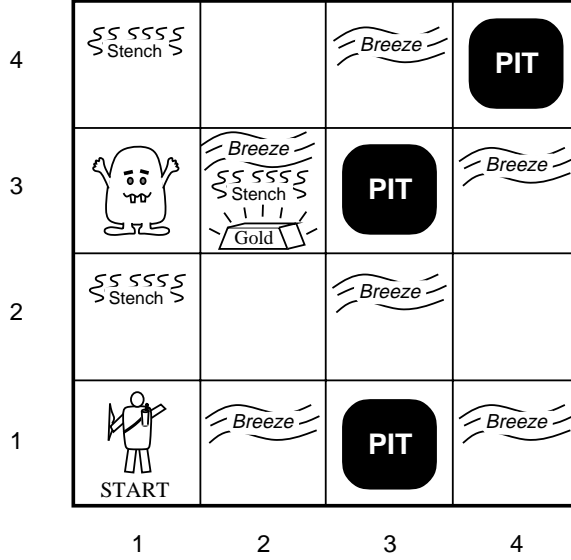 4
Stench
Breeze
PIT
3
Breeze
Stench
Gold
PIT
Breeze
2
Stench
Breeze
1
START
Breeze
PIT
Breeze
1 2 3 4